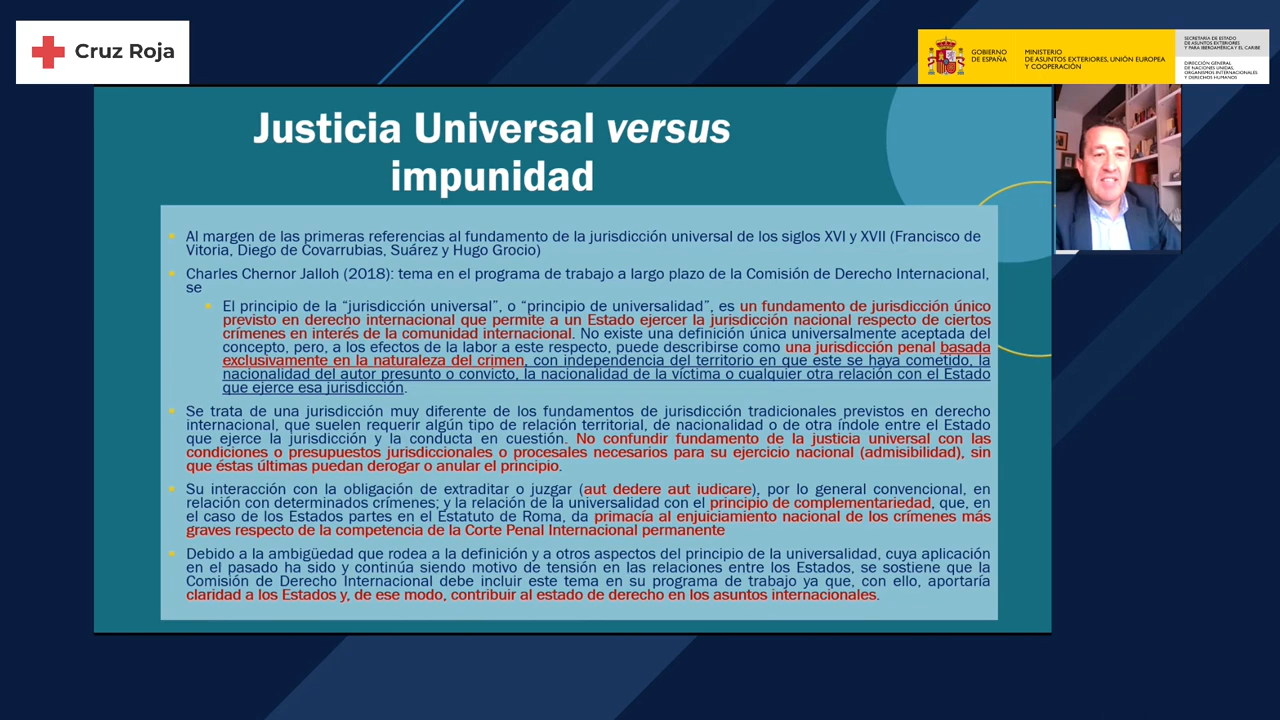 Cruz Roja
GOBIERNO
DE ESPAÑA
MINISTERIO
DE ASUNTOS EXTERIORES, UNIÓN EUROPEA
Y COOPERACIÓN
SECRETARÍA DE ESTADO
DE ASUNTOS EXTERIORES
Y PARA IBEROAMÉRICA Y EL CARIBE
DIRECCIÓN GENERAL
DE NACIONES UNIDAS,
ORGANISMOS INTERNACIONALES
Y DERECHOS HUMANOS
Justicia Universal versus
impunidad
• Al margen de las primeras referencias al fundamento de la jurisdicción universal de los siglos XVI y XVII (Francisco de
Vitoria, Diego de Covarrubias, Suárez y Hugo Grocio)
• Charles Chernor Jalloh (2018): tema en el programa de trabajo a largo plazo de la Comisión de Derecho Internacional,
se
• El principio de la “jurisdicción universal”, o “principio de universalidad”, es un fundamento de jurisdicción único
previsto en derecho internacional que permite a un Estado ejercer la jurisdicción nacional respecto de ciertos
crímenes en interés de la comunidad internacional. No existe una definición única universalmente aceptada del
concepto, pero, a los efectos de la labor a este respecto, puede describirse como una jurisdicción penal basada
exclusivamente en la naturaleza del crimen, con independencia del territorio en que este se haya cometido, la
nacionalidad del autor presunto o convicto, la nacionalidad de la víctima o cualquier otra relación con el Estado
que ejerce esa jurisdicción.
• Se trata de una jurisdicción muy diferente de los fundamentos de jurisdicción tradicionales previstos en derecho
internacional, que suelen requerir algún tipo de relación territorial, de nacionalidad o de otra índole entre el Estado
que ejerce la jurisdicción y la conducta en cuestión. No confundir fundamento de la justicia universal con las
condiciones o presupuestos jurisdiccionales o procesales necesarios para su ejercicio nacional (admisibilidad), sin
que éstas últimas puedan derogar o anular el principio.
• Su interacción con la obligación de extraditar o juzgar (aut dedere aut iudicare), por lo general convencional, en
relación con determinados crímenes; y la relación de la universalidad con el principio de complementariedad, que, en
el caso de los Estados partes en el Estatuto de Roma, da primacía al enjuiciamiento nacional de los crímenes más
graves respecto de la competencia de la Corte Penal Internacional permanente
• Debido a la ambigüedad que rodea a la definición y a otros aspectos del principio de la universalidad, cuya aplicación
en el pasado ha sido y continúa siendo motivo de tensión en las relaciones entre los Estados, se sostiene que la
Comisión de Derecho Internacional debe incluir este tema en su programa de trabajo ya que, con ello, aportaría
claridad a los Estados y, de ese modo, contribuir al estado de derecho en los asuntos internacionales.